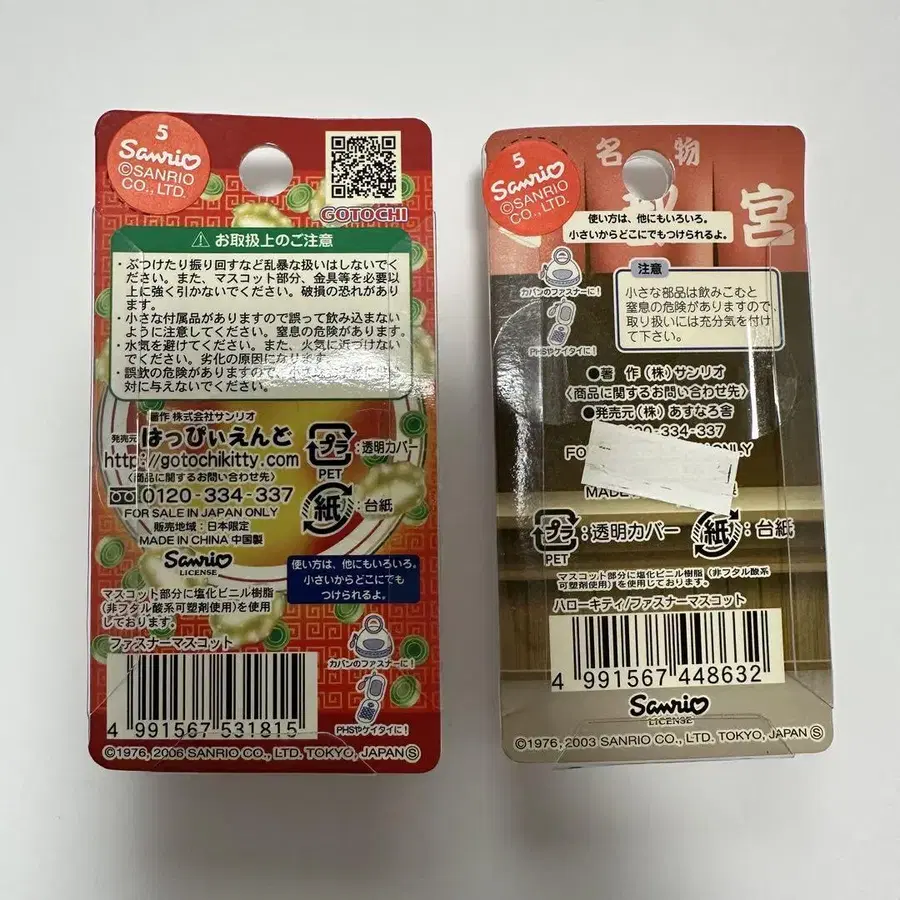 5
Sanrio
©SANRIO
CO., LTD.
GOTOCHI
⚠ お取扱上のご注意
・ぶつけたり振り回すなど乱暴な扱いはしないでく
ださい。また、マスコット部分、金具等を必要以
上に強く引かないでください。破損の恐れがあり
ます。
・小さな付属品がありますので誤って飲み込まない
ように注意してください。窒息の危険があります。
・水気を避けてください。また、火気に近づけない
でください。劣化の原因になります。
・誤飲の危険がありますので、小さな
対に与えないでください。
著作 株式会社サンリオ
発売元 はっぴぃえんど
http://gotochikitty.com
〈商品に関するお問い合わせ先〉
0120-334-337
FOR SALE IN JAPAN ONLY
販売地域:日本限定
MADE IN CHINA 中国製
Sanrio
LICENSE
プラ :透明カバー
PET
紙 :台紙
使い方は、他にもいろいろ。
小さいからどこにでも
つけられるよ。
マスコット部分に塩化ビニル樹脂
(非フタル酸系可塑剤使用)を使用
しております。
ファスナーマスコット
カバンのファスナーに!
PHSやケイタイに!
4 991567 531815
©1976, 2006 SANRIO CO., LTD. TOKYO, JAPAN Ⓢ
5
Sanrio
©SANRIO
CO., LTD.
名 物
宮
使い方は、他にもいろいろ。
小さいからどこにでもつけられるよ。
カバンのファスナーに!
PHSやケイタイに!
注意
小さな部品は飲みこむと
窒息の危険がありますので、
取り扱いには充分気を付け
て下さい。
●著 作(株)サンリオ
〈商品に関するお問い合わせ先〉
●発売元(株)あすなろ舎
334-337
MADE
プラ :透明カバー
PET
紙 :台紙
マスコット部分に塩化ビニル樹脂(非フタル酸系
可塑剤使用)を使用しております。
ハローキティ/ファスナーマスコット
4 991567 448632
Sanrio
LICENSE
©1976, 2003 SANRIO CO., LTD. TOKYO, JAPAN Ⓢ